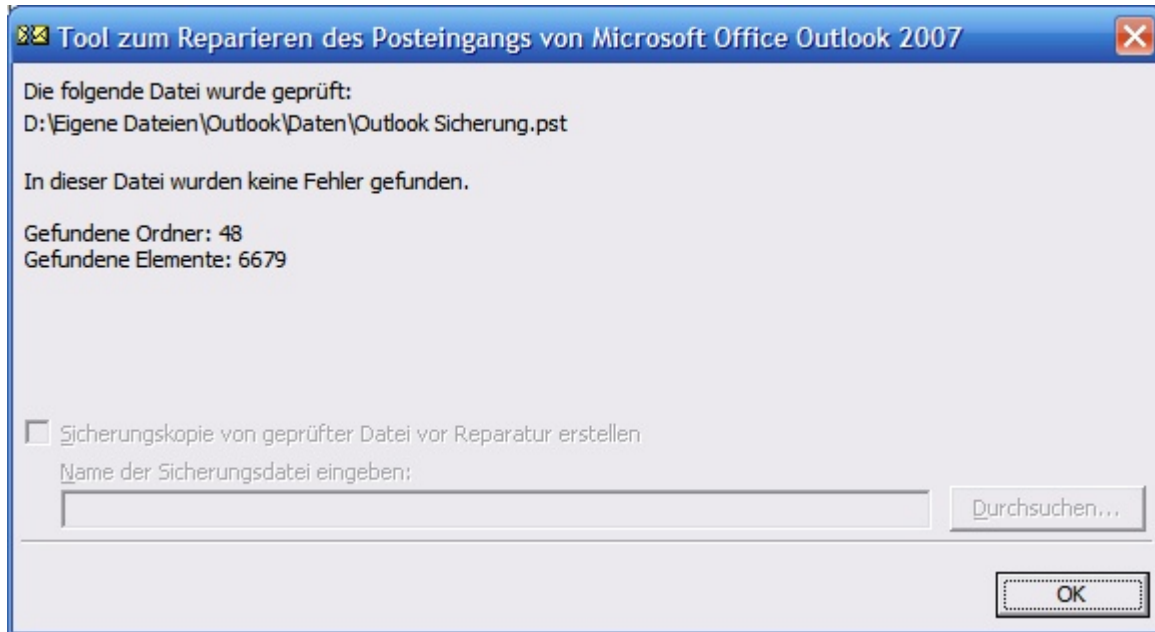 Tool zum Reparieren des Posteingangs von Microsoft Office Outlook 2007
Die folgende Datei wurde geprüft:
D:\Eigene Dateien\Outlook\Daten\Outlook Sicherung.pst
In dieser Datei wurden keine Fehler gefunden.
Gefundene Ordner: 48
Gefundene Elemente: 6679
Sicherungskopie von geprüfter Datei vor Reparatur erstellen
Name der Sicherungsdatei eingeben:
Durchsuchen...
OK